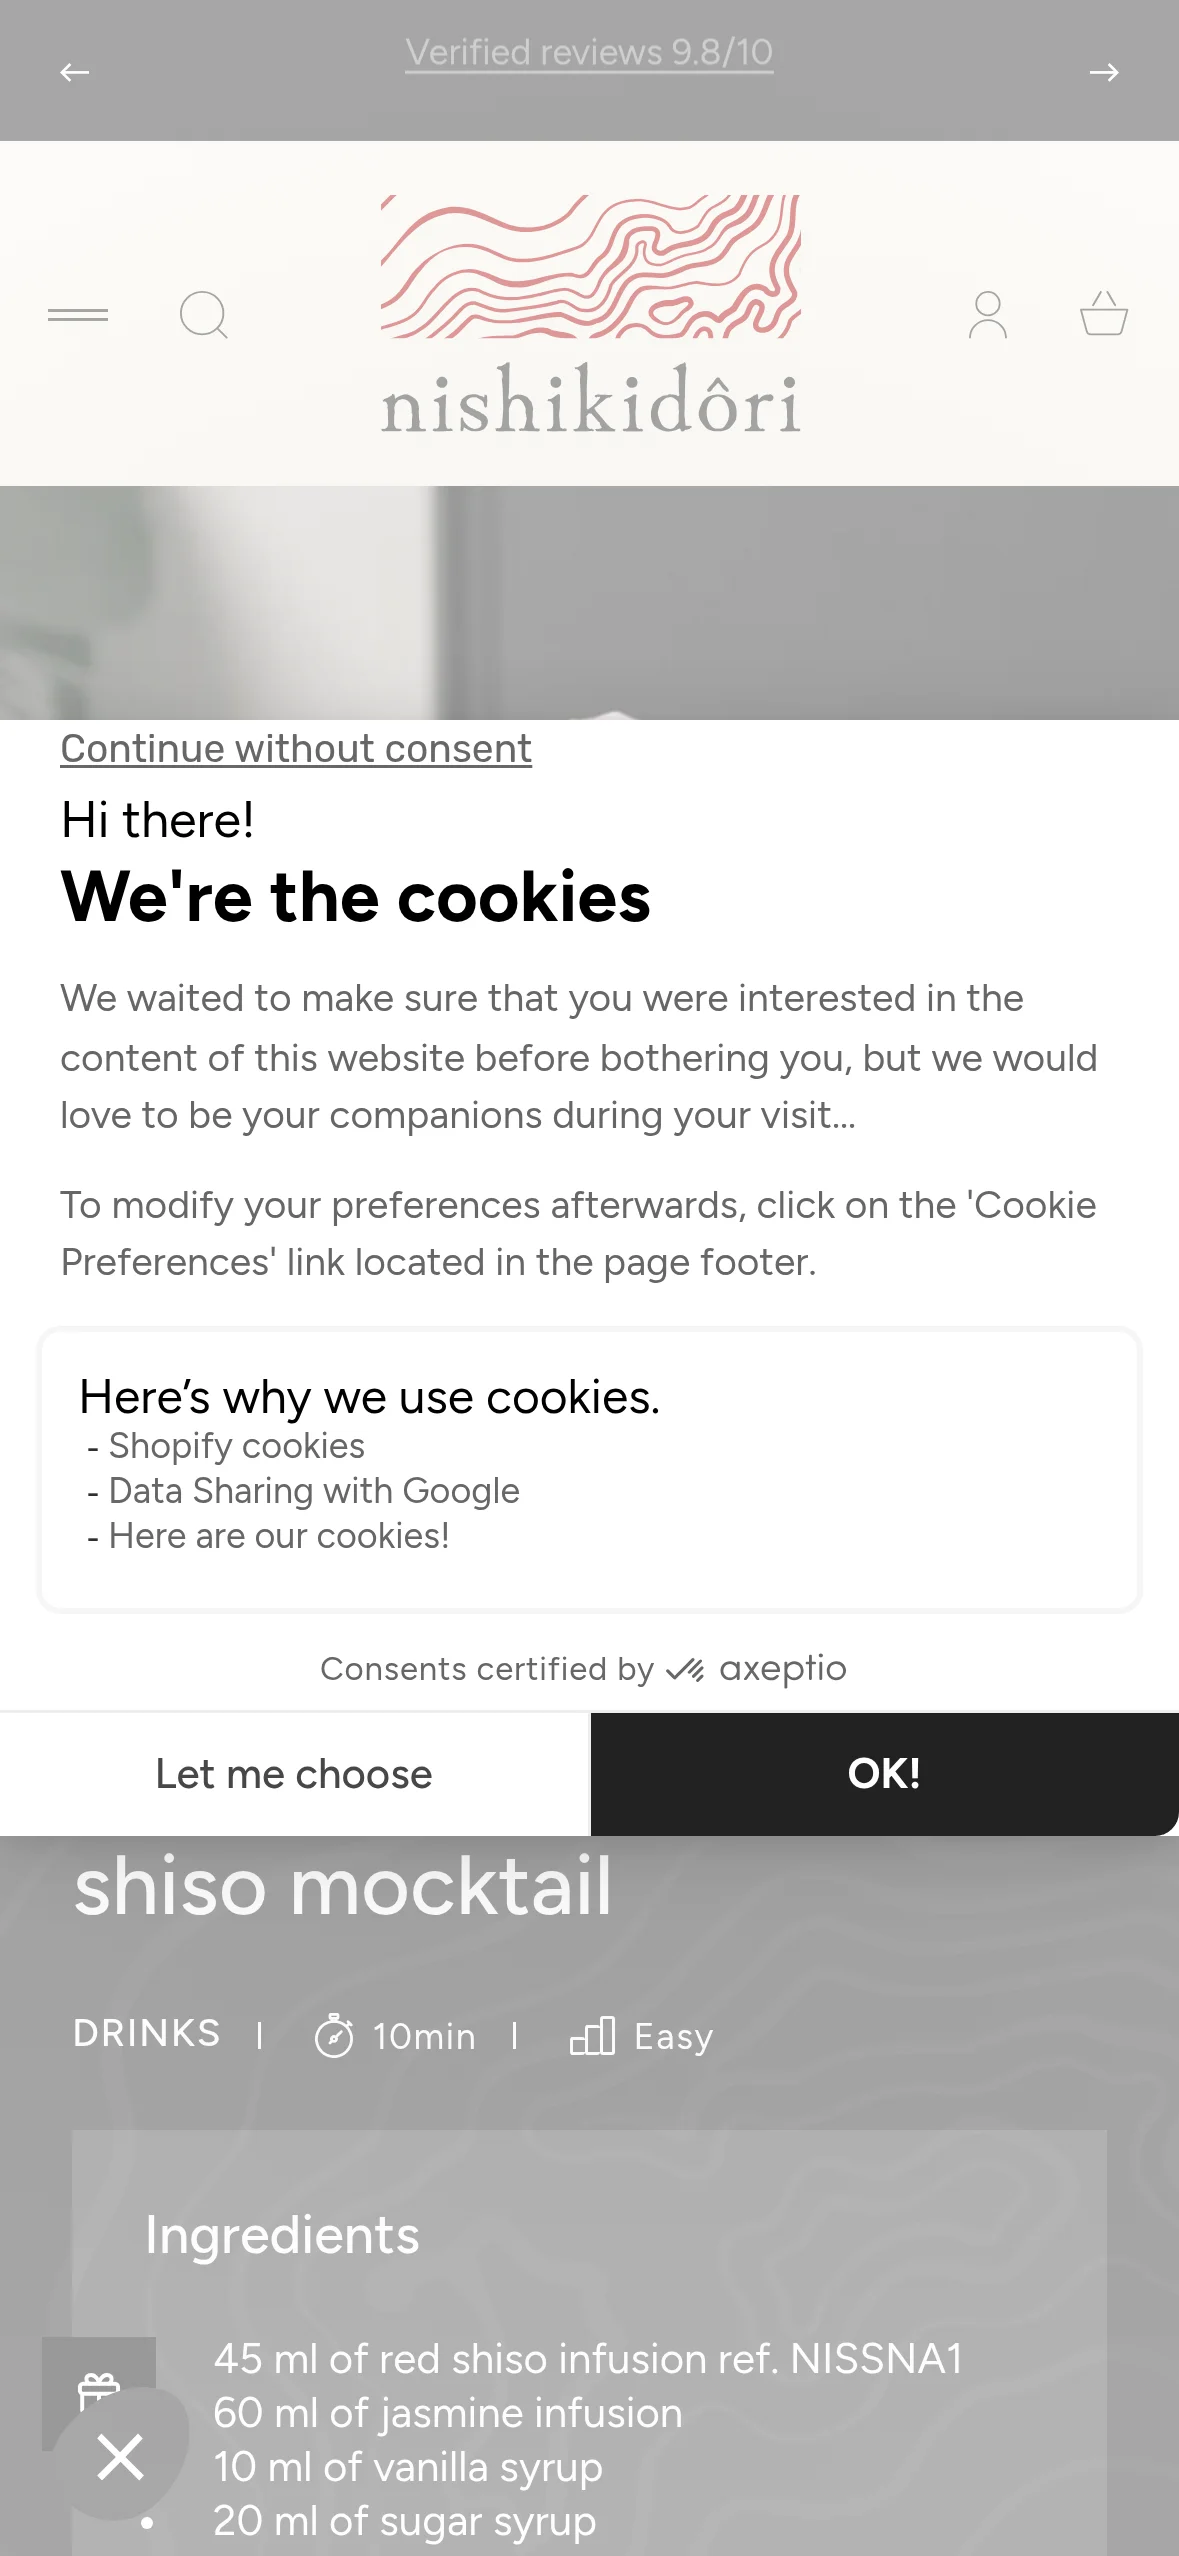 Verified reviews 9.8/10
nishikidôri
Continue without consent
Hi there!
We're the cookies
We waited to make sure that you were interested in the
content of this website before bothering you, but we would
love to be your companions during your visit...
To modify your preferences afterwards, click on the 'Cookie
Preferences' link located in the page footer.
Here’s why we use cookies.
- Shopify cookies
- Data Sharing with Google
- Here are our cookies!
Consents certified by axeptio
Let me choose
OK!
shiso mocktail
DRINKS | 10min | Easy
Ingredients
45 ml of red shiso infusion ref. NISSNA1
60 ml of jasmine infusion
10 ml of vanilla syrup
• 20 ml of sugar syrup